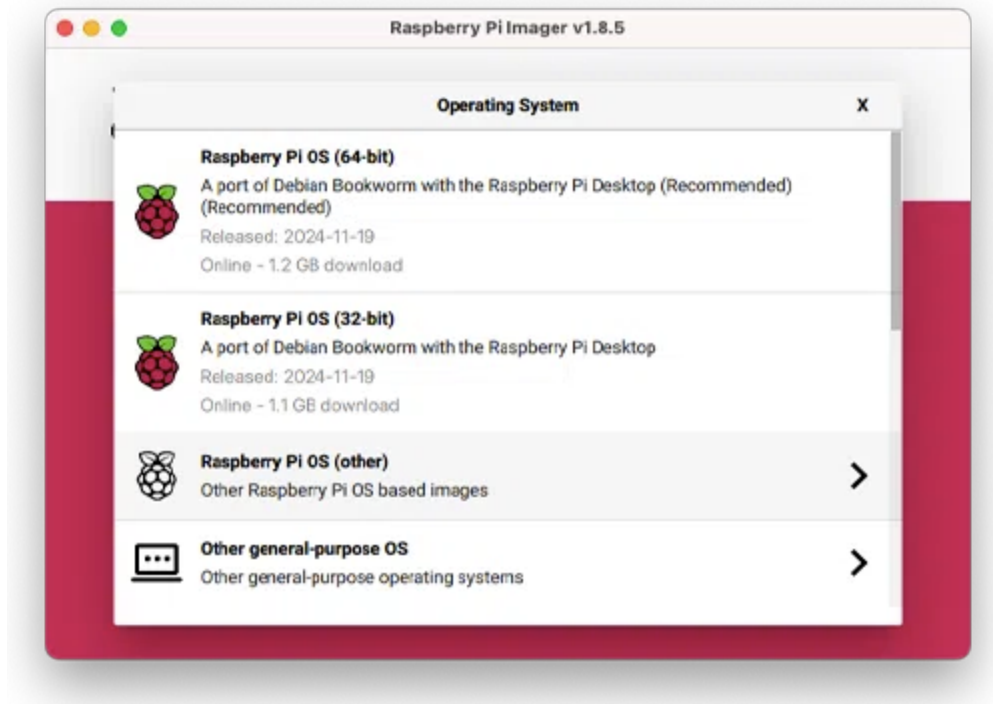 Raspberry Pi Imager v1.8.5
Operating System
X
Raspberry Pi OS (64-bit)
A port of Debian Bookworm with the Raspberry Pi Desktop (Recommended)
(Recommended)
Released: 2024-11-19
Online - 1.2 GB download
Raspberry Pi OS (32-bit)
A port of Debian Bookworm with the Raspberry Pi Desktop
Released: 2024-11-19
Online - 1.1 GB download
Raspberry Pi OS (other)
Other Raspberry Pi OS based images
Other general-purpose OS
Other general-purpose operating systems